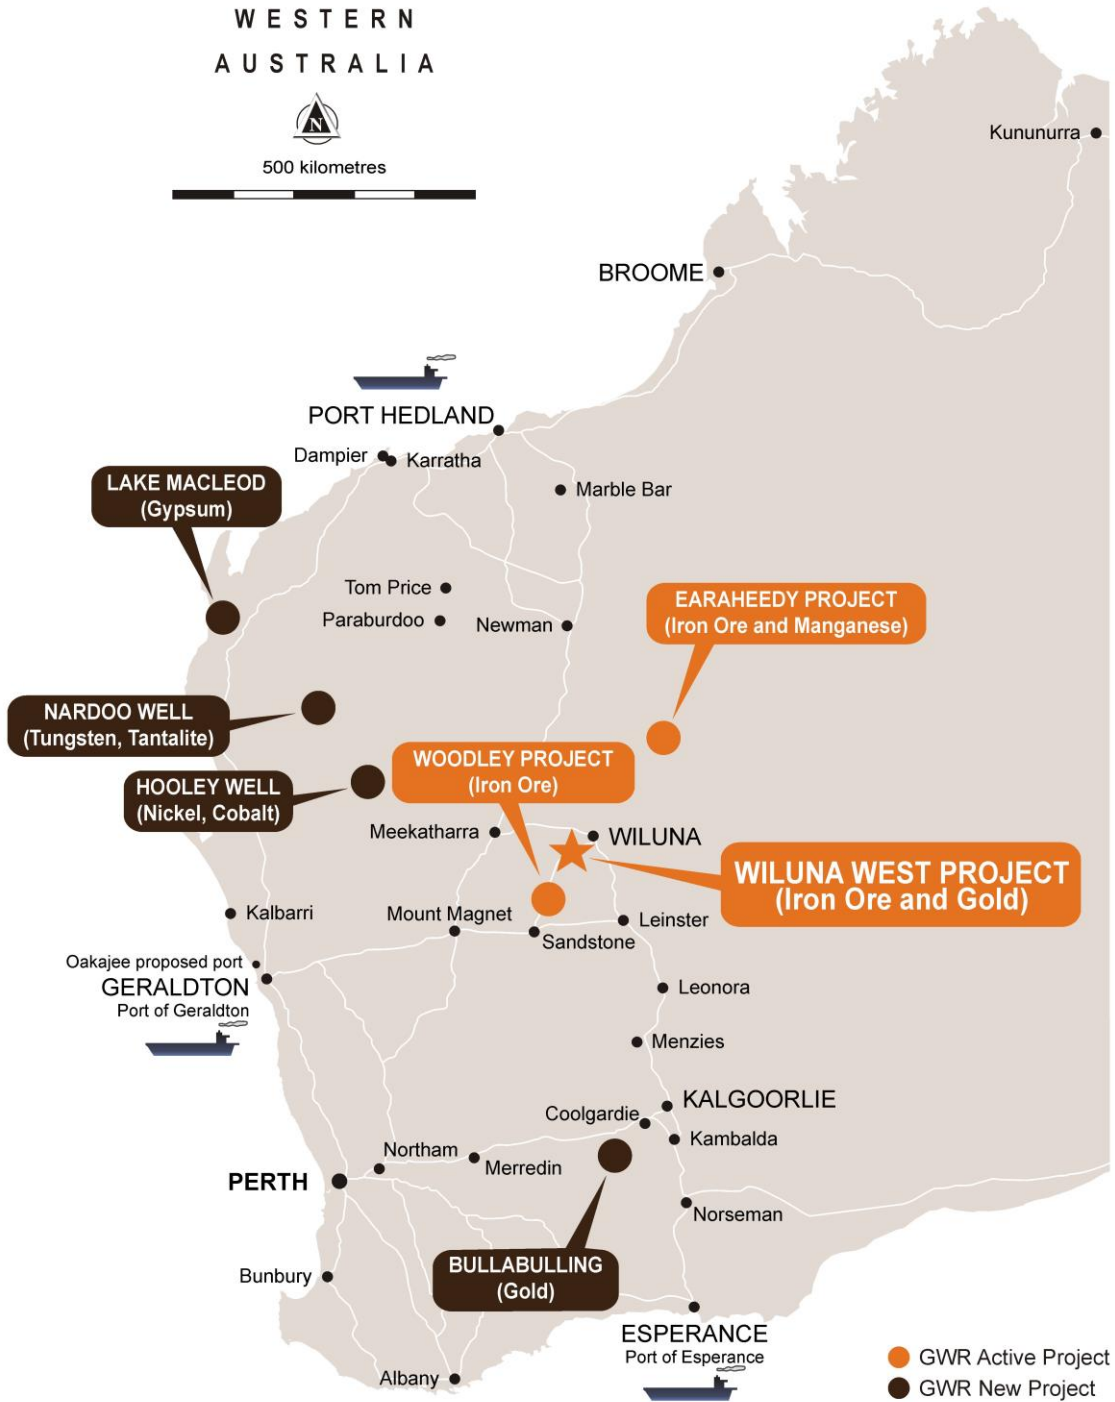 WESTERN
AUSTRALIA
N
500 kilometres
Kununurra
BROOME
PORT HEDLAND
Dampier
Karratha
LAKE MACLEOD
(Gypsum)
Marble Bar
Tom Price
Paraburdoo
Newman
EARAHEEDY PROJECT
(Iron Ore and Manganese)
NARDOO WELL
(Tungsten, Tantalite)
WOODLEY PROJECT
(Iron Ore)
HOOLEY WELL
(Nickel, Cobalt)
Meekatharra
WILUNA
WILUNA WEST PROJECT
(Iron Ore and Gold)
Kalbarri
Mount Magnet
Leinster
Sandstone
Oakajee proposed port
GERALDTON
Port of Geraldton
Leonora
Menzies
KALGOORLIE
Coolgardie
Kambalda
Northam
Merredin
PERTH
Norseman
BULLABULLING
(Gold)
Bunbury
ESPERANCE
Port of Esperance
Albany
GWR Active Project
GWR New Project